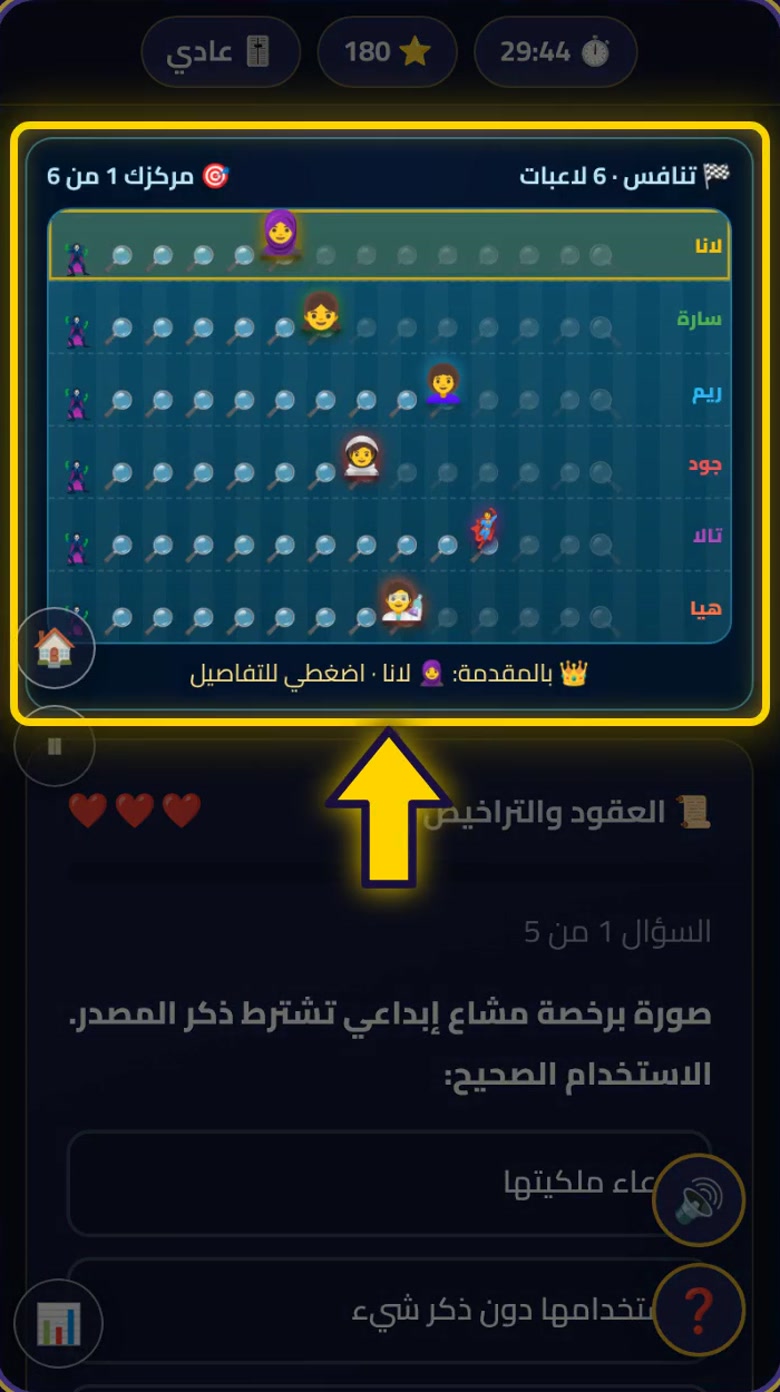 29:44
180
عادي
تنافس · 6 لاعبات
مركزك 1 من 6
لانا
سارة
ريم
جود
تالا
هيا
بالمقدمة: لانا · اضغطي للتفاصيل
العقود والتراخيص
السؤال 1 من 5
صورة برخصة مشاع إبداعي تشترط ذكر المصدر.
الاستخدام الصحيح:
ملكيتها
دون ذكر شيء